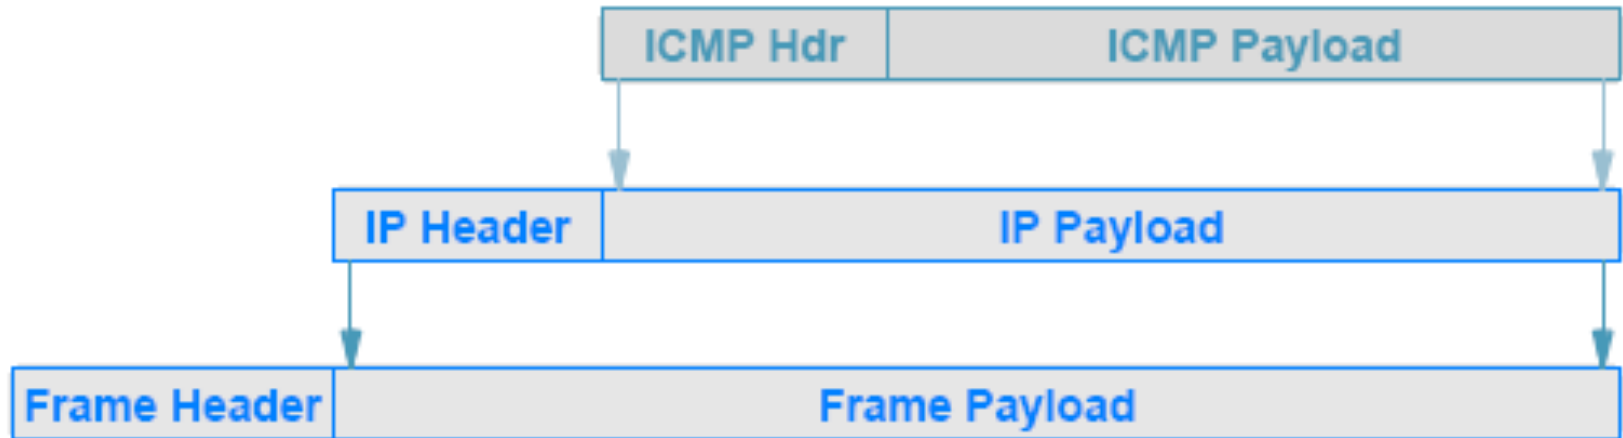 ICMP Hdr ICMP Payload
IP Header IP Payload
Frame Header Frame Payload